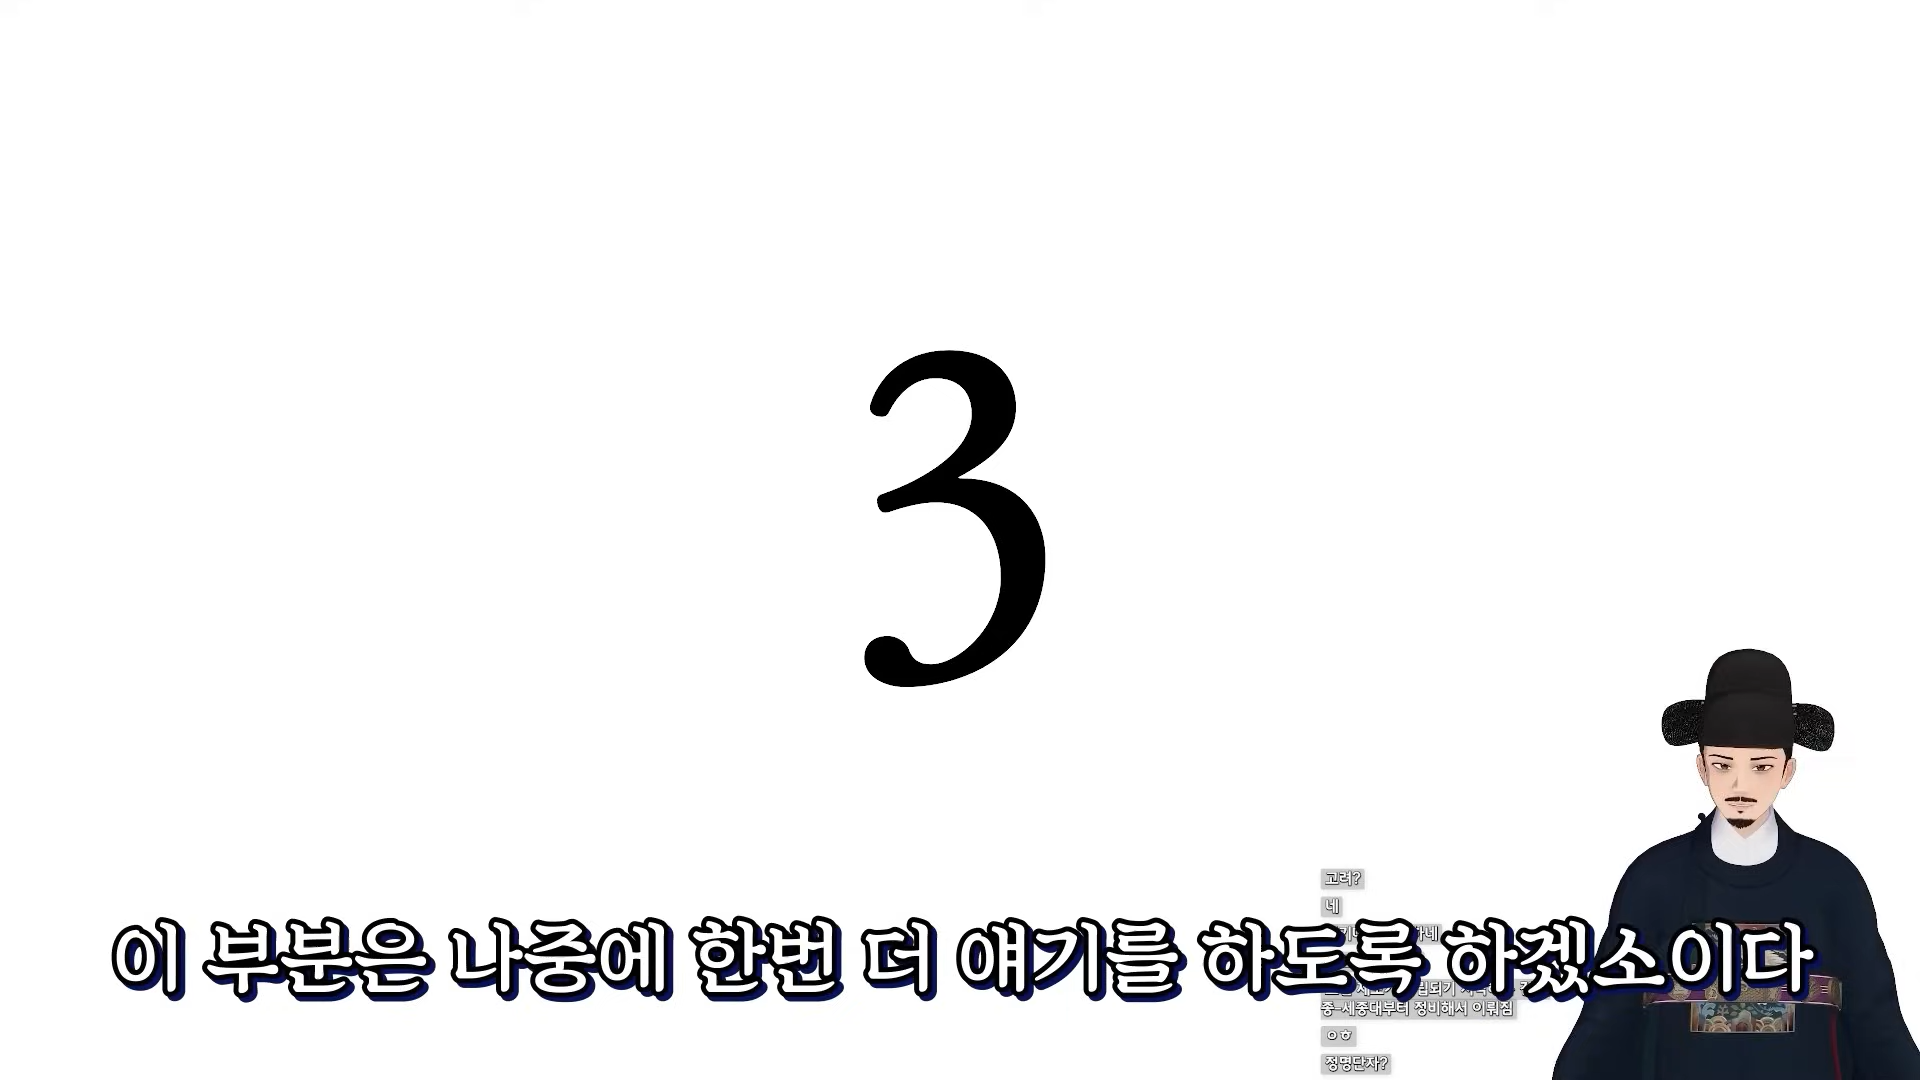 3
고려?
네
이 부분은 나중에 한번 더 얘기를 하도록 하겠소이다
종-세종대부터 정비해서 이뤄짐
ㅇㅎ
정명단자?